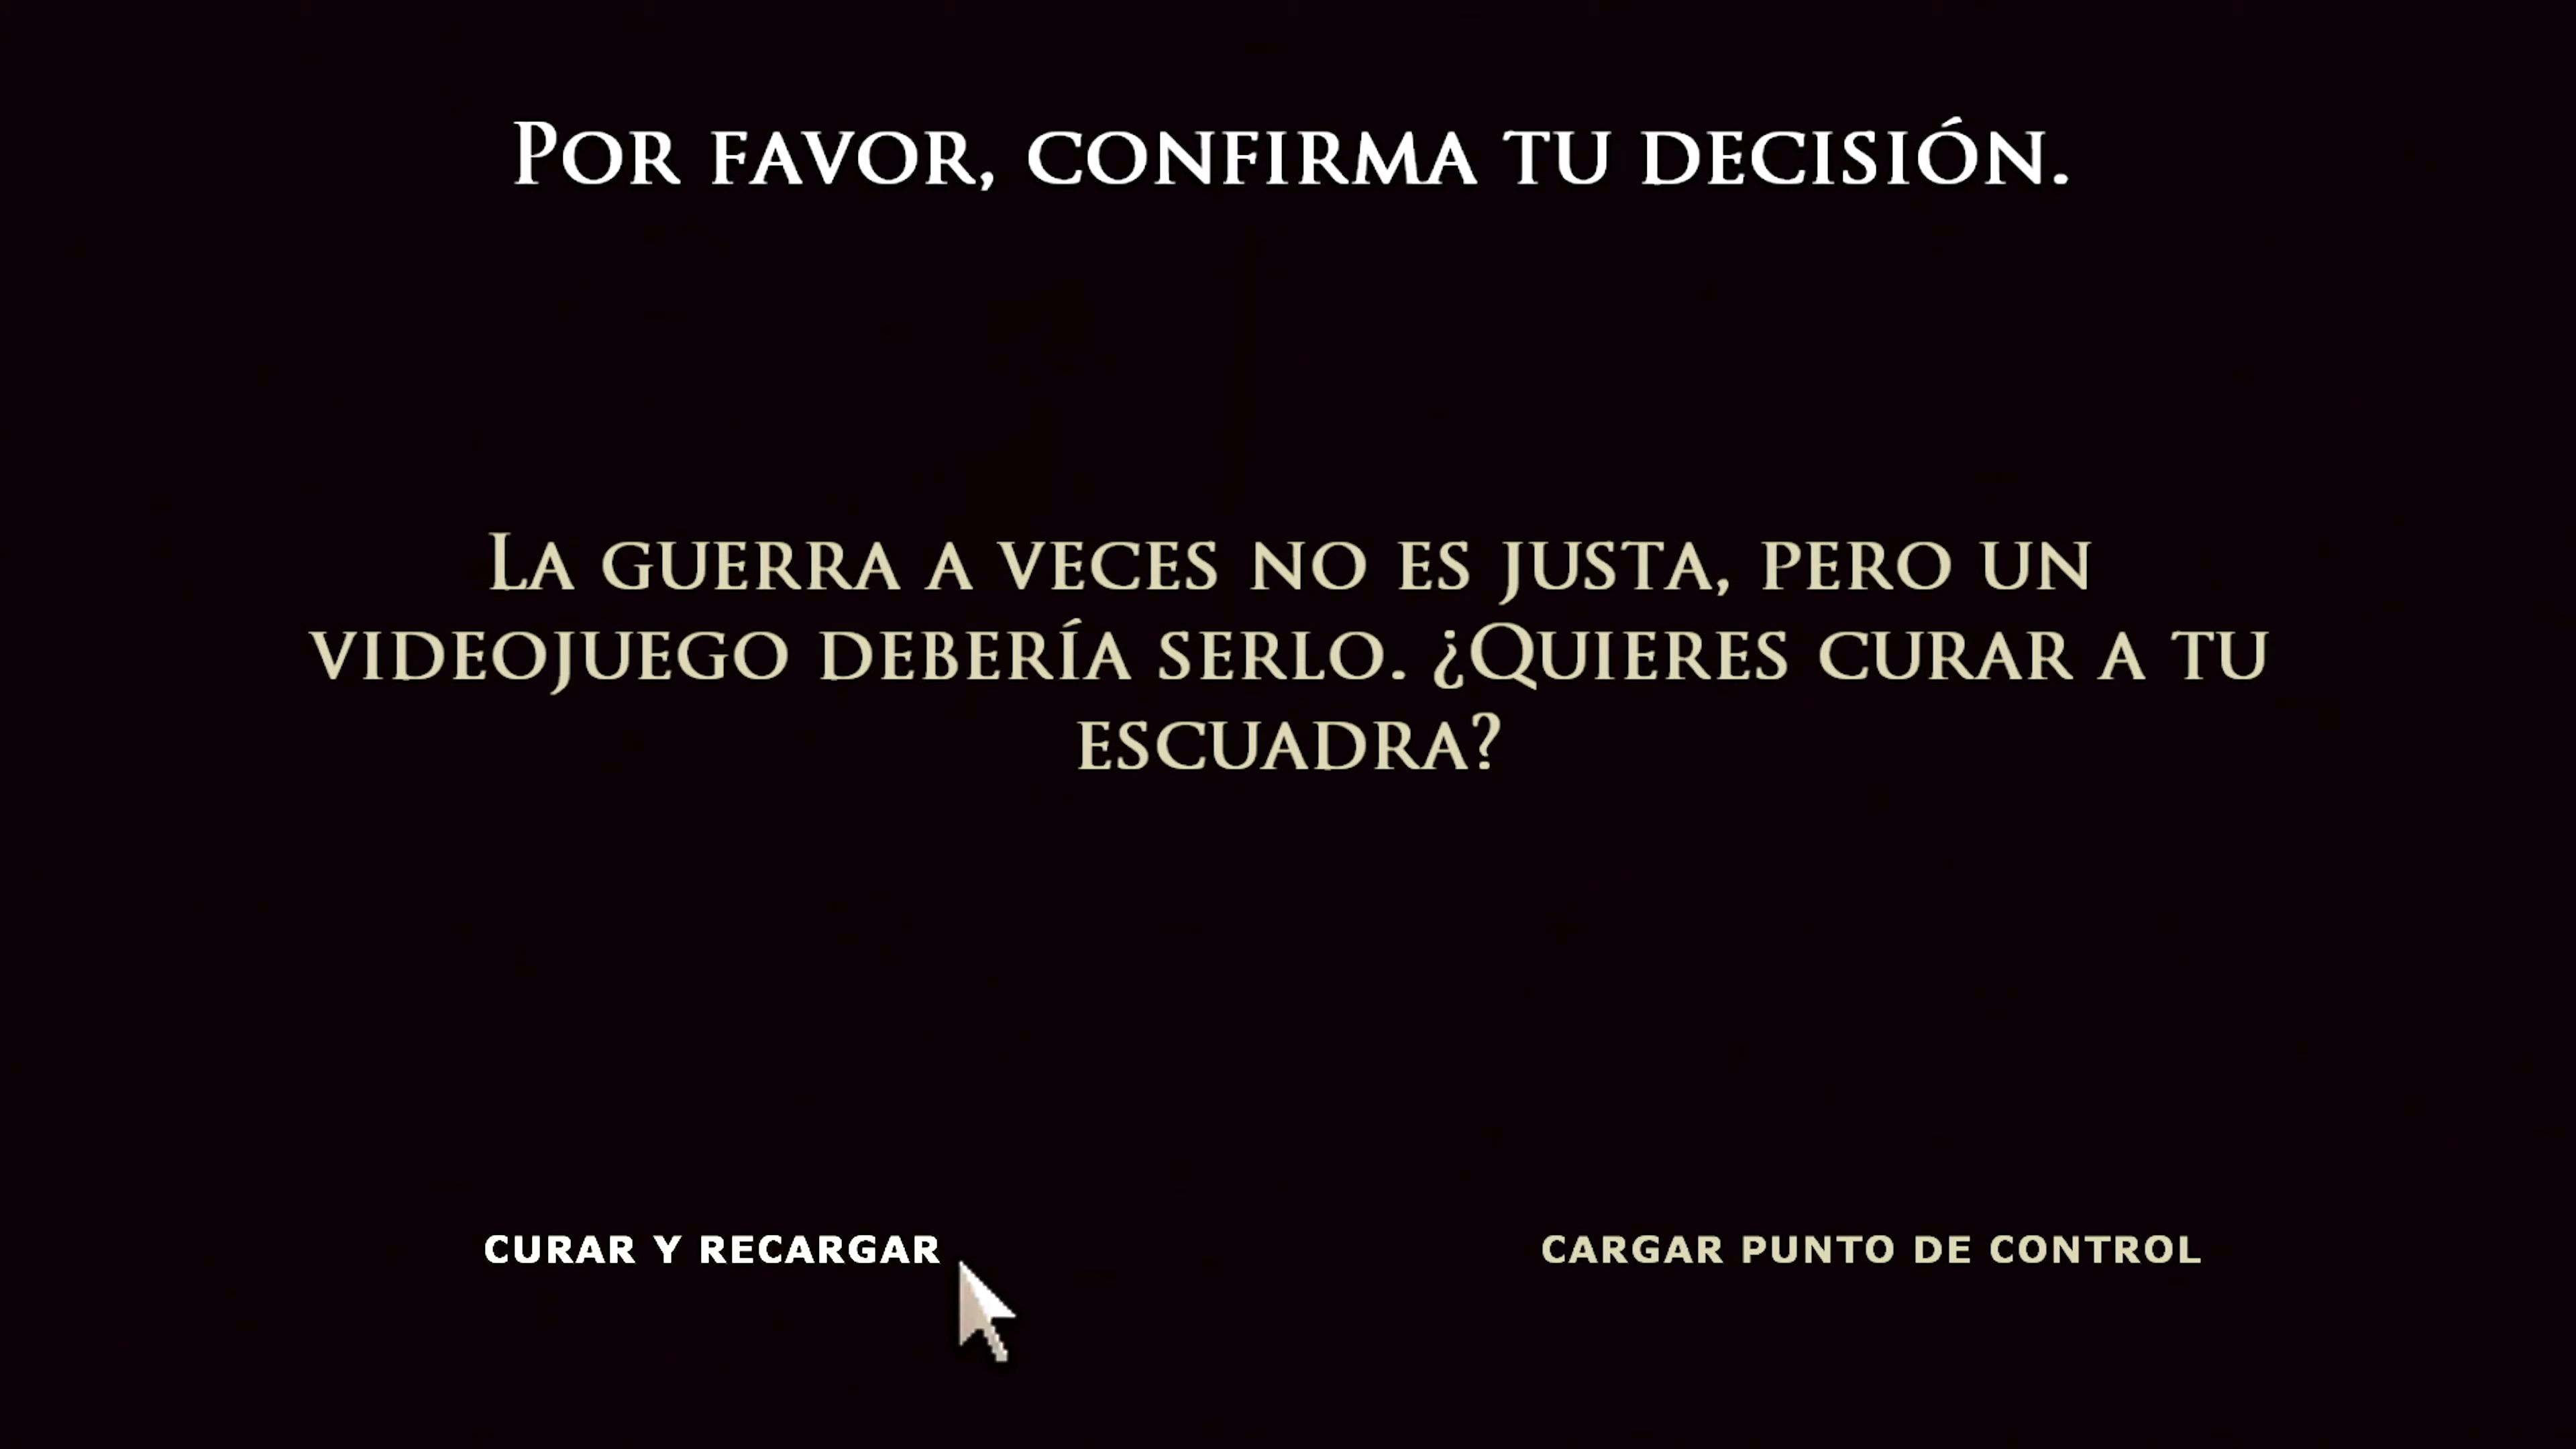 Por favor, confirma tu decisión.
La guerra a veces no es justa, pero un
videojuego debería serlo. ¿Quieres curar a tu
escuadra?
CURAR Y RECARGAR
CARGAR PUNTO DE CONTROL